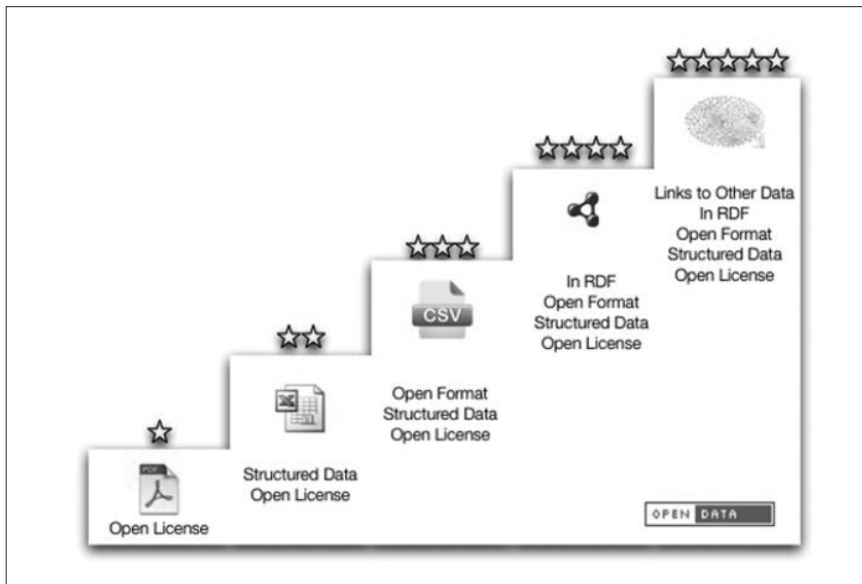 PDF
Open License
Structured Data
Open License
CSV
Open Format
Structured Data
Open License
In RDF
Open Format
Structured Data
Open License
Links to Other Data
In RDF
Open Format
Structured Data
Open License
OPEN DATA